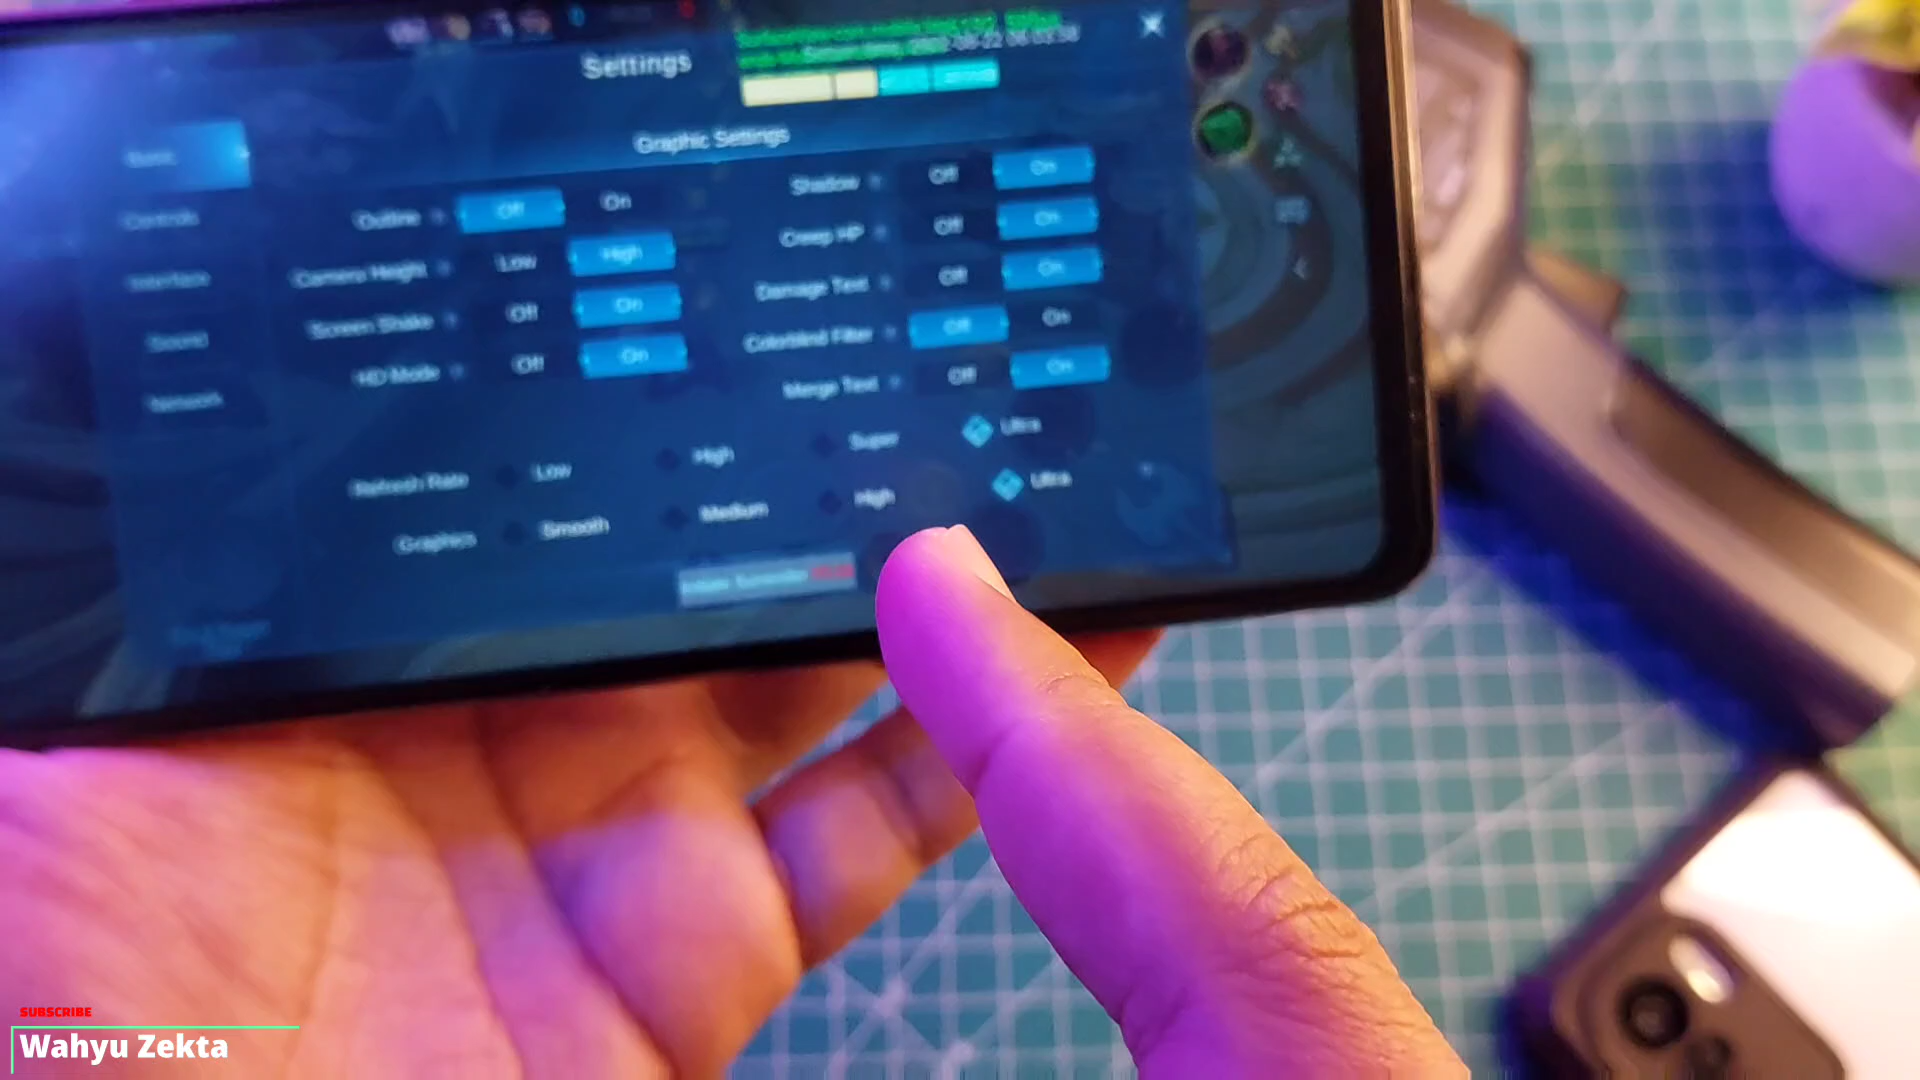 Settings
Graphic Settings
Basic
Controls
Interface
Sound
Network
Outline Off On
Camera Height Low High
Screen Shake Off On
HD Mode Off On
Shadow Off On
Creep HP Off On
Damage Text Off On
Colorblind Filter Off On
Merge Text Off On
Refresh Rate Low High Super Ultra
Graphics Smooth Medium High Ultra
Initiate Surrender
SUBSCRIBE
Wahyu Zekta